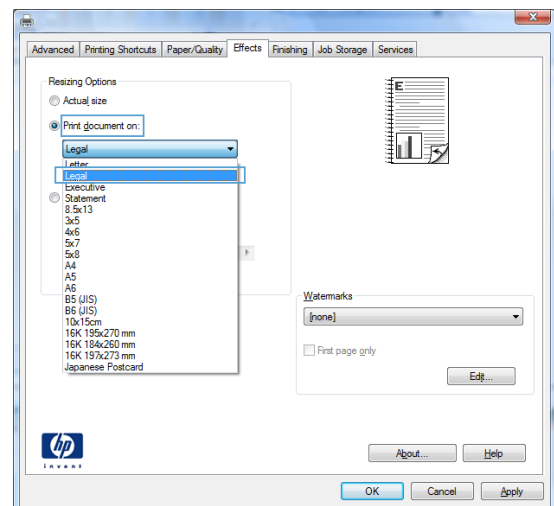 Advanced Printing Shortcuts Paper/Quality Effects Finishing Job Storage Services
Resizing Options
Actual size
Print document on:
Legal
Letter
Legal
Executive
Statement
8.5x13
3x5
4x6
5x7
5x8
A4
A5
A6
B5 (JIS)
B6 (JIS)
10x15cm
16K 195x270 mm
16K 184x260 mm
16K 197x273 mm
Japanese Postcard
E
Watermarks
[none]
First page only
Edit...
hp
invent
About... Help
OK Cancel Apply